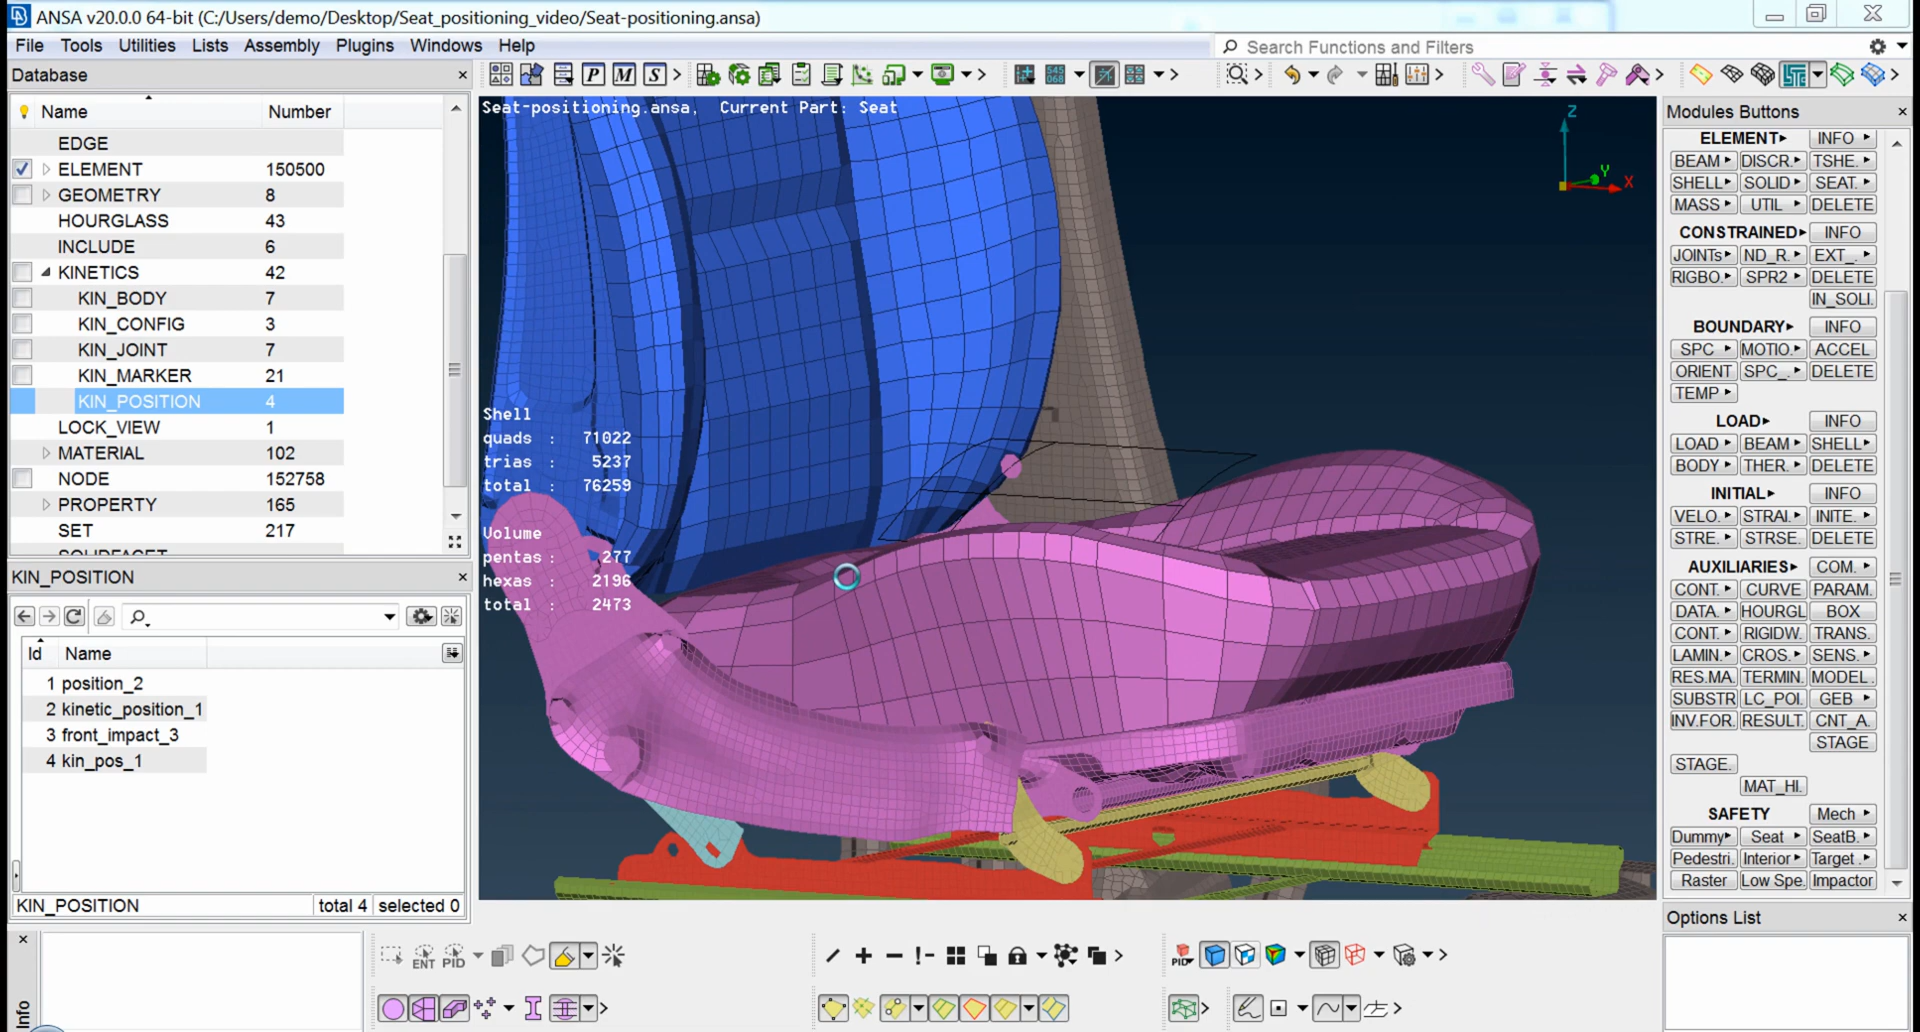 ANSA v20.0.0 64-bit (C:/Users/demo/Desktop/Seat_positioning_video/Seat-positioning.ansa)
File Tools Utilities Lists Assembly Plugins Windows Help
Search Functions and Filters
Database
P M S
Name Number
EDGE
ELEMENT 150500
GEOMETRY 8
HOURGLASS 43
INCLUDE 6
KINETICS 42
KIN_BODY 7
KIN_CONFIG 3
KIN_JOINT 7
KIN_MARKER 21
KIN_POSITION 4
LOCK_VIEW 1
MATERIAL 102
NODE 152758
PROPERTY 165
SET 217
KIN_POSITION
Id Name
1 position_2
2 kinetic_position_1
3 front_impact_3
4 kin_pos_1
KIN_POSITION total 4 selected 0
Info
Seat-positioning.ansa, Current Part: Seat
Z
Y
X
Shell
quads : 71022
trias : 5237
total : 76259
Volume
pentas : 277
hexas : 2196
total : 2473
ENT PID
PID
Modules Buttons
ELEMENT INFO
BEAM DISCR. TSHE.
SHELL SOLID SEAT.
MASS UTIL DELETE
CONSTRAINED INFO
JOINTs ND_R. EXT_.
RIGBO. SPR2 DELETE
IN_SOLI.
BOUNDARY INFO
SPC MOTIO. ACCEL
ORIENT SPC_. DELETE
TEMP
LOAD INFO
LOAD BEAM SHELL
BODY THER. DELETE
INITIAL INFO
VELO. STRAI. INITE.
STRE. STRSE. DELETE
AUXILIARIES COM.
CONT. CURVE PARAM.
DATA. HOURGL BOX
CONT. RIGIDW. TRANS.
LAMIN. CROS. SENS.
RES.MA. TERMIN. MODEL.
SUBSTR LC_POI. GEB
INV.FOR. RESULT. CNT_A.
STAGE
STAGE.
MAT_HI.
SAFETY Mech
Dummy Seat SeatB.
Pedestri. Interior Target.
Raster Low Spe. Impactor
Options List